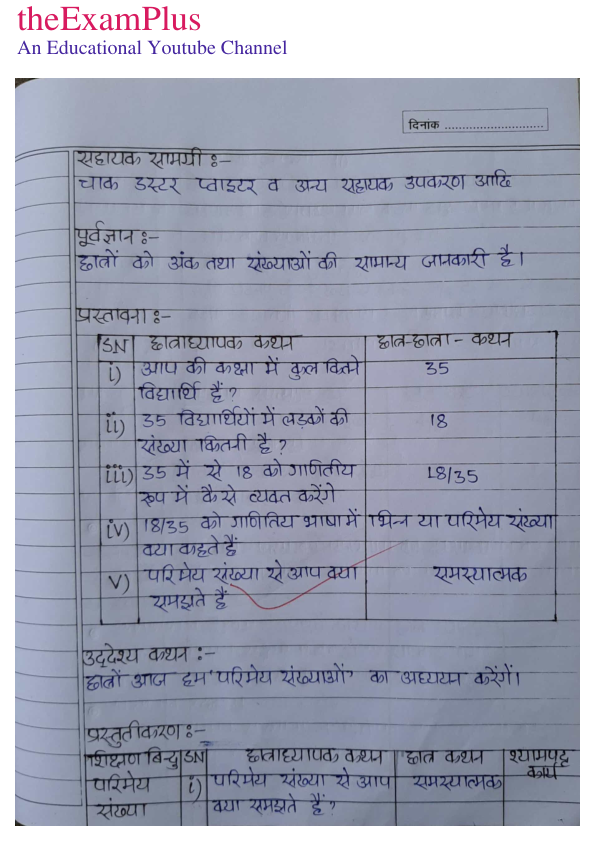 theExamPlus
An Educational Youtube Channel
दिनांक ............................
सहायक सामग्री :-
चाक डस्टर प्वाइटर व अन्य सहायक उपकरण आदि
पूर्वज्ञान :-
छात्रों को अंक तथा संख्याओं की सामान्य जानकारी है।
प्रस्तावना :-
SN छात्राध्यापक कथन छात्र-छात्रा - कथन
i) आप की कक्षा में कुल कितने 35
विद्यार्थि हैं ?
ii) 35 विद्यार्थियों में लड़कों की 18
संख्या कितनी है ?
iii) 35 में से 18 को गाणितीय 18/35
रूप में कैसे व्यक्त करेंगे
iv) 18/35 को गाणितिय भाषा में भिन्न या परिमेय संख्या
क्या कहते हैं
v) परिमेय संख्या से आप क्या समस्यात्मक
समझते हैं
उद्देश्य कथन :-
छात्रों आज हम 'परिमेय संख्याओं' का अध्ययन करेंगें।
प्रस्तुतीकरण :-
शिक्षण बिन्दु SN छात्राध्यापक कथन छात्र कथन श्यामपट्ट
कार्य
परिमेय i) परिमेय संख्या से आप समस्यात्मक
संख्या क्या समझते हैं ?